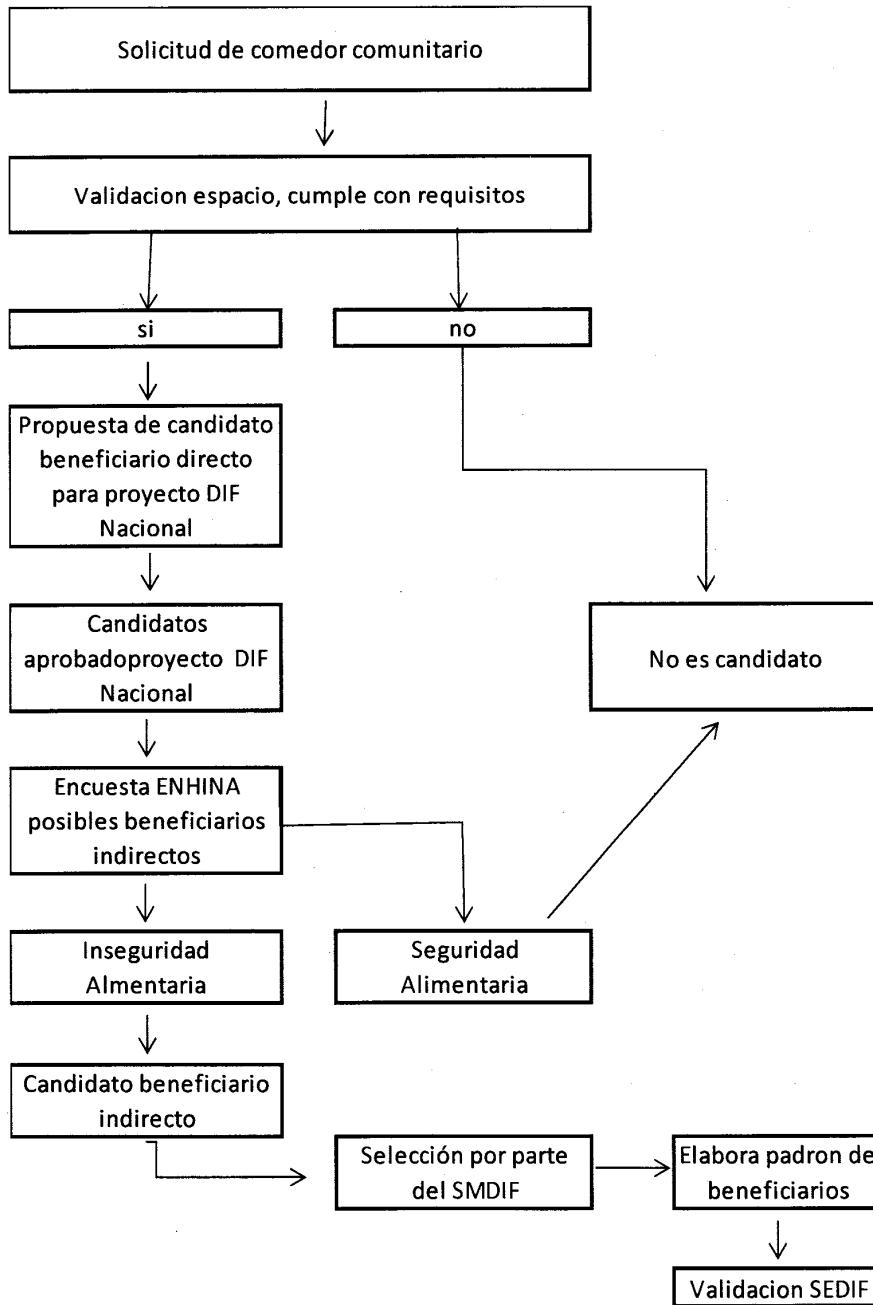 Solicitud de comedor comunitario
Validacion espacio, cumple con requisitos
si
no
Propuesta de candidato
beneficiario directo
para proyecto DIF
Nacional
Candidatos
aprobadoproyecto DIF
Nacional
No es candidato
Encuesta ENHINA
posibles beneficiarios
indirectos
Inseguridad
Almentaria
Seguridad
Alimentaria
Candidato beneficiario
indirecto
Selección por parte
del SMDIF
Elabora padron de
beneficiarios
Validacion SEDIF